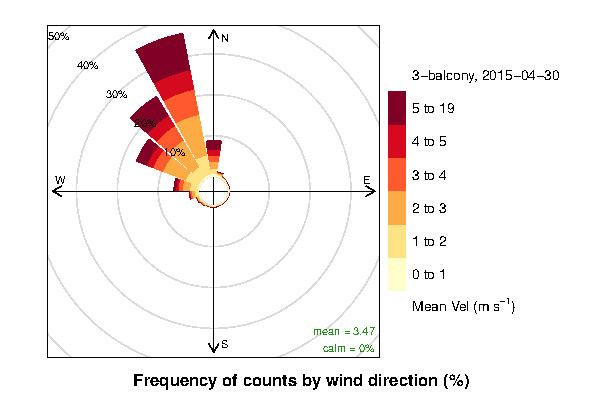 50%
N
40%
3−balcony, 2015−04−30
30%
5 to 19
20%
4 to 5
10%
3 to 4
W
E
2 to 3
1 to 2
0 to 1
Mean Vel (m s⁻¹)
mean = 3.47
S
calm = 0%
Frequency of counts by wind direction (%)